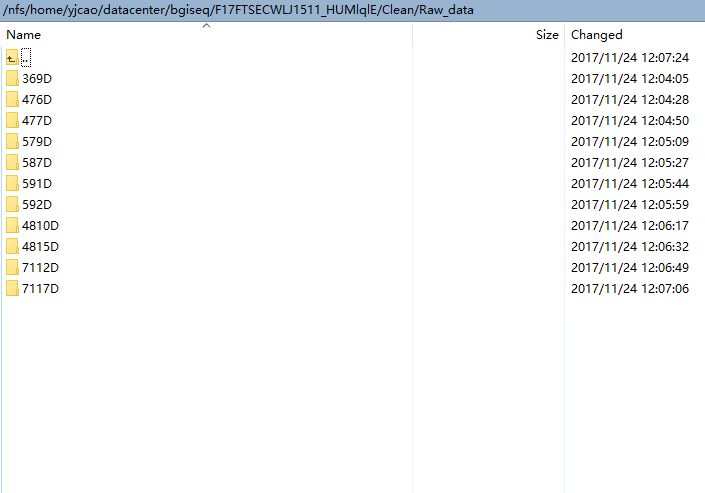 /nfs/home/yjcao/datacenter/bgiseq/F17FTSECWLJ1511_HUMlqlE/Clean/Raw_data
Name Size Changed
.. 2017/11/24 12:07:24
369D 2017/11/24 12:04:05
476D 2017/11/24 12:04:28
477D 2017/11/24 12:04:50
579D 2017/11/24 12:05:09
587D 2017/11/24 12:05:27
591D 2017/11/24 12:05:44
592D 2017/11/24 12:05:59
4810D 2017/11/24 12:06:17
4815D 2017/11/24 12:06:32
7112D 2017/11/24 12:06:49
7117D 2017/11/24 12:07:06